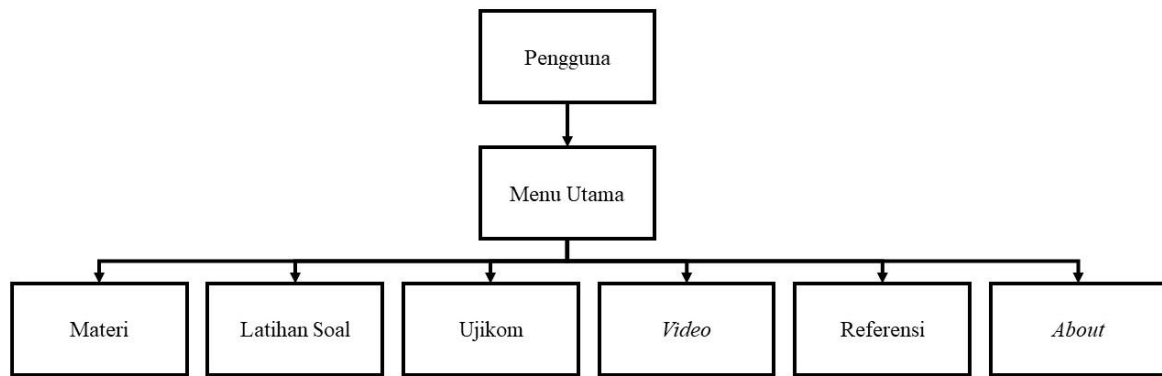 Pengguna
Menu Utama
Materi
Latihan Soal
Ujikom
Video
Referensi
About